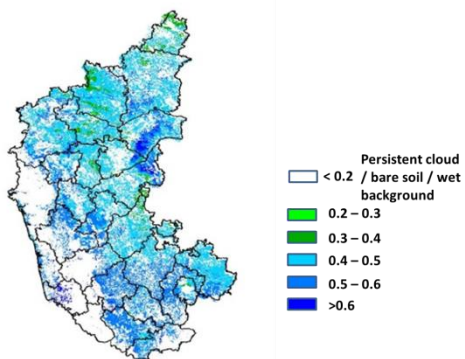 Persistent cloud
< 0.2 / bare soil / wet
background
0.2 – 0.3
0.3 – 0.4
0.4 – 0.5
0.5 – 0.6
>0.6